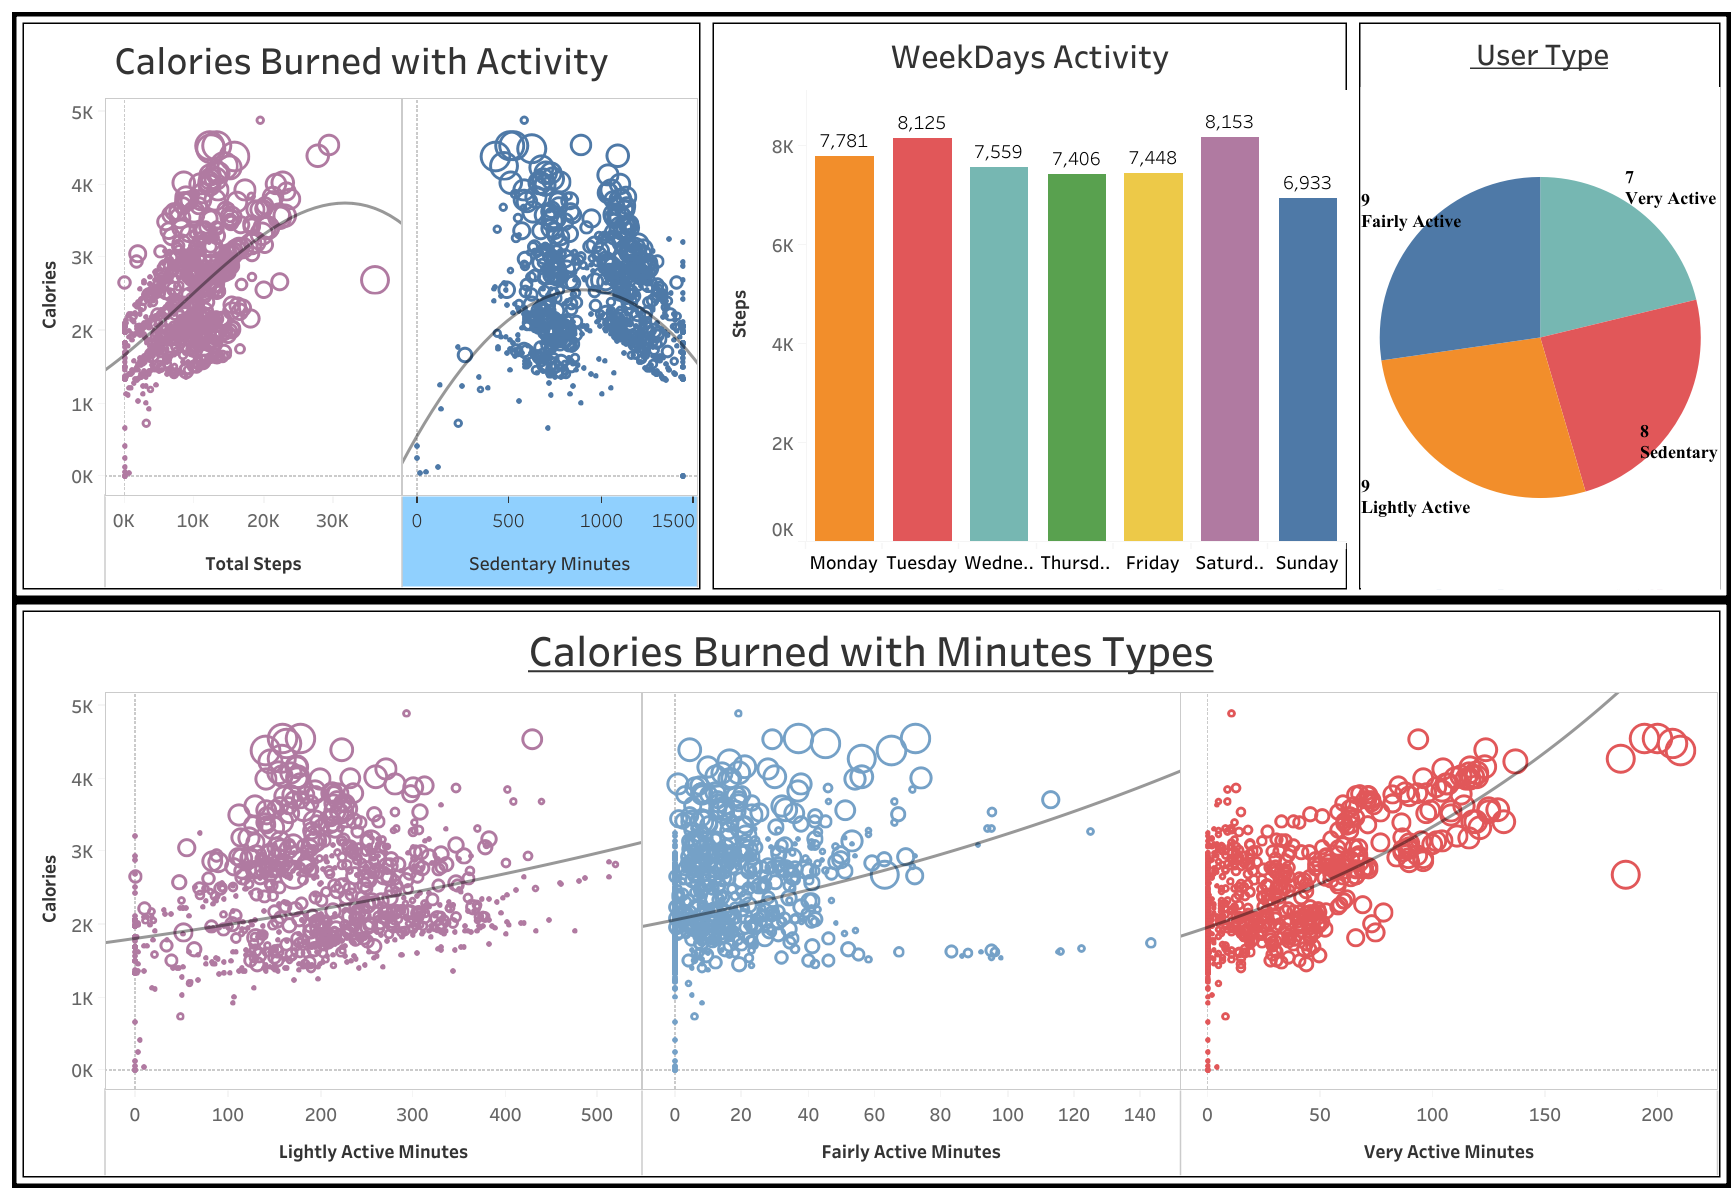 Calories Burned with Activity
Calories
5K
4K
3K
2K
1K
0K
0K 10K 20K 30K
Total Steps
0 500 1000 1500
Sedentary Minutes
WeekDays Activity
Steps
8K
6K
4K
2K
0K
7,781
8,125
7,559
7,406
7,448
8,153
6,933
Monday Tuesday Wedne.. Thursd.. Friday Saturd.. Sunday
User Type
7
Very Active
9
Fairly Active
8
Sedentary
9
Lightly Active
Calories Burned with Minutes Types
Calories
5K
4K
3K
2K
1K
0K
0 100 200 300 400 500
Lightly Active Minutes
0 20 40 60 80 100 120 140
Fairly Active Minutes
0 50 100 150 200
Very Active Minutes